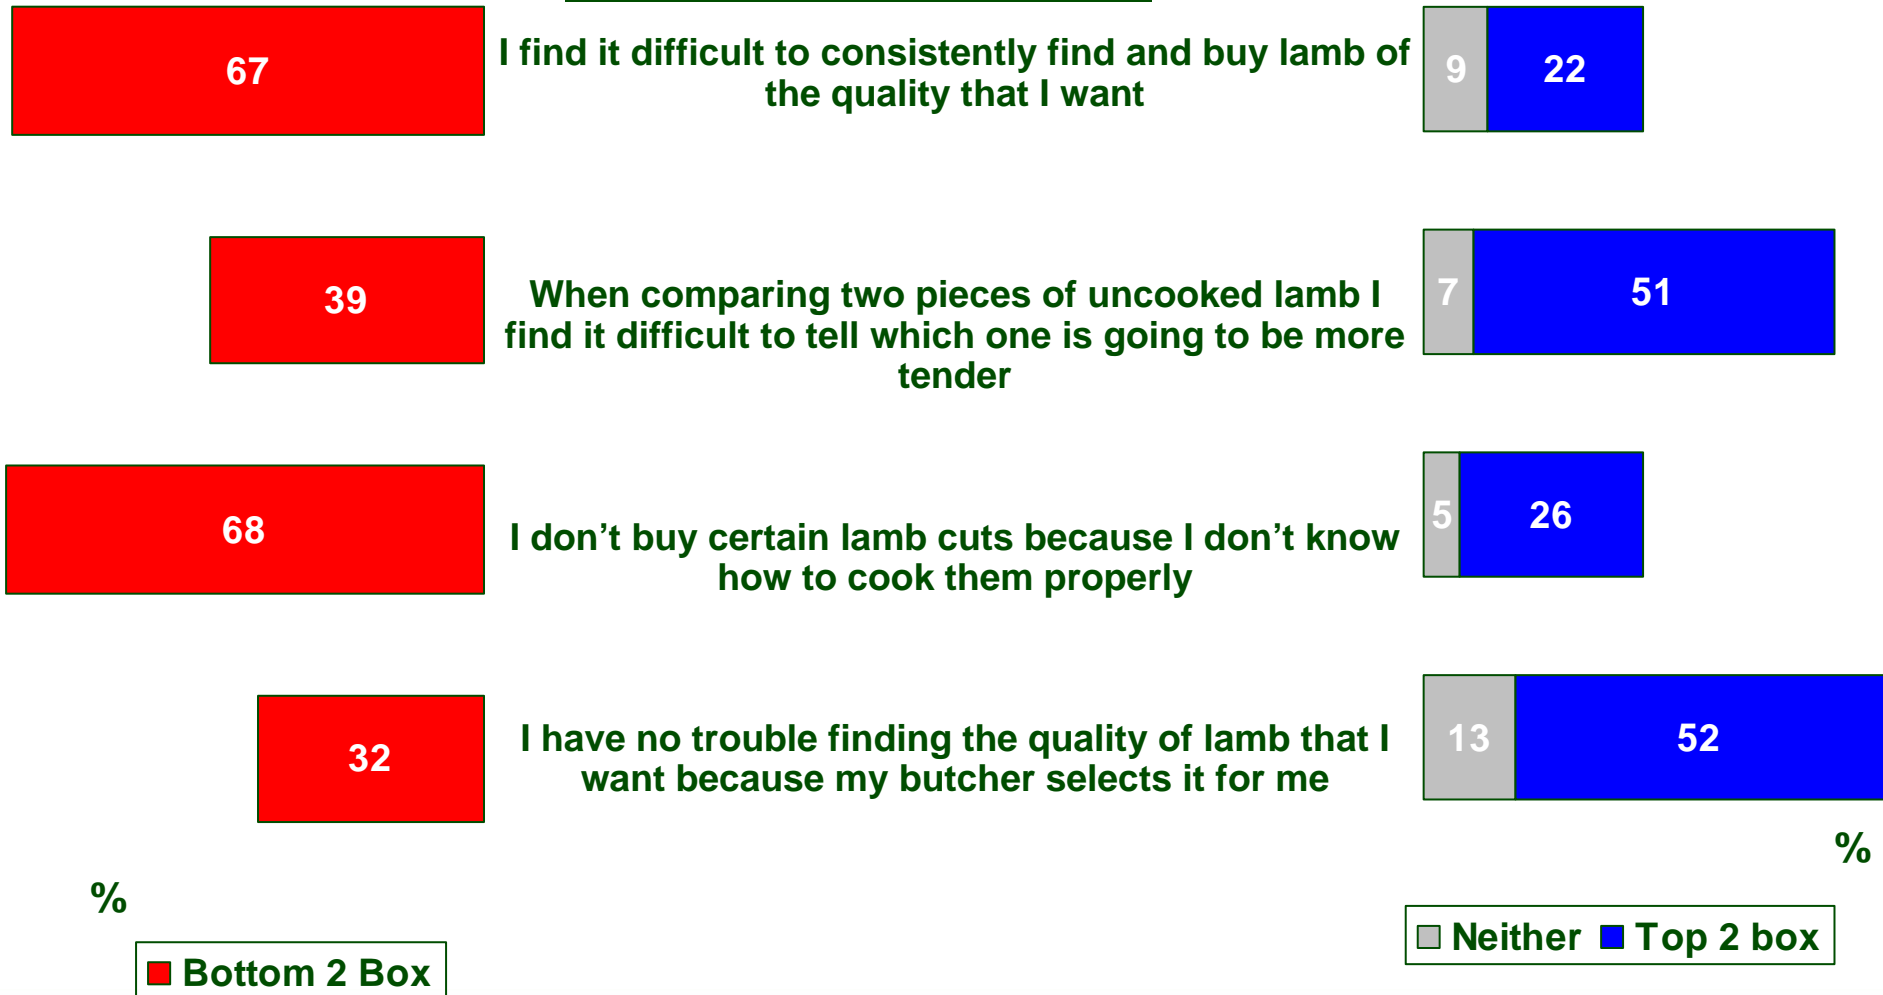 67
I find it difficult to consistently find and buy lamb of
the quality that I want
9
22
39
When comparing two pieces of uncooked lamb I
find it difficult to tell which one is going to be more
tender
7
51
68
I don’t buy certain lamb cuts because I don’t know
how to cook them properly
5
26
32
I have no trouble finding the quality of lamb that I
want because my butcher selects it for me
13
52
%
%
Neither Top 2 box
Bottom 2 Box